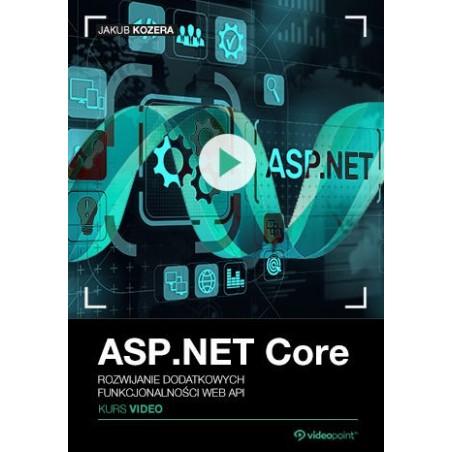 JAKUB KOZERA
ASP.NET
ASP.NET Core
ROZWIJANIE DODATKOWYCH
FUNKCJONALNOŚCI WEB API
KURS VIDEO
videopoint